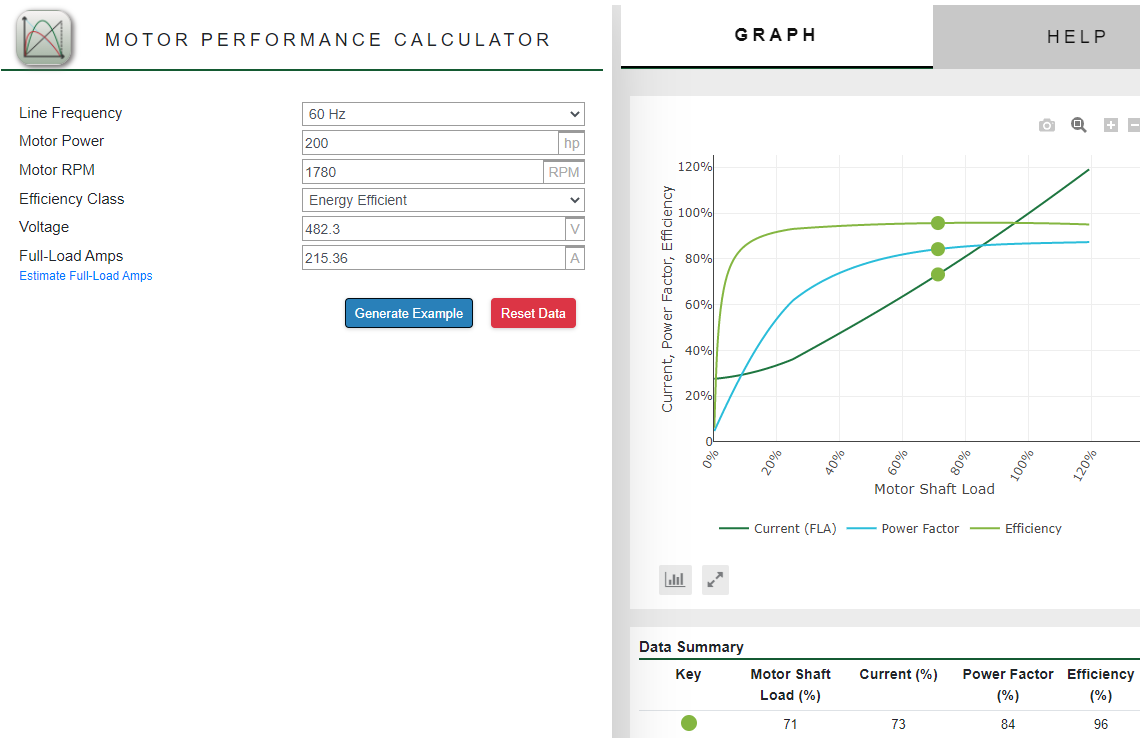 MOTOR PERFORMANCE CALCULATOR
GRAPH
HELP
Line Frequency
60 Hz
Motor Power
200
hp
Motor RPM
1780
RPM
Efficiency Class
Energy Efficient
Voltage
482.3
V
Full-Load Amps
215.36
A
Estimate Full-Load Amps
Generate Example
Reset Data
Current, Power Factor, Efficiency
120%
100%
80%
60%
40%
20%
0
0%
20%
40%
60%
80%
100%
120%
Motor Shaft Load
Current (FLA)
Power Factor
Efficiency
Data Summary
Key
Motor Shaft
Load (%)
Current (%)
Power Factor
(%)
Efficiency
(%)
71
73
84
96